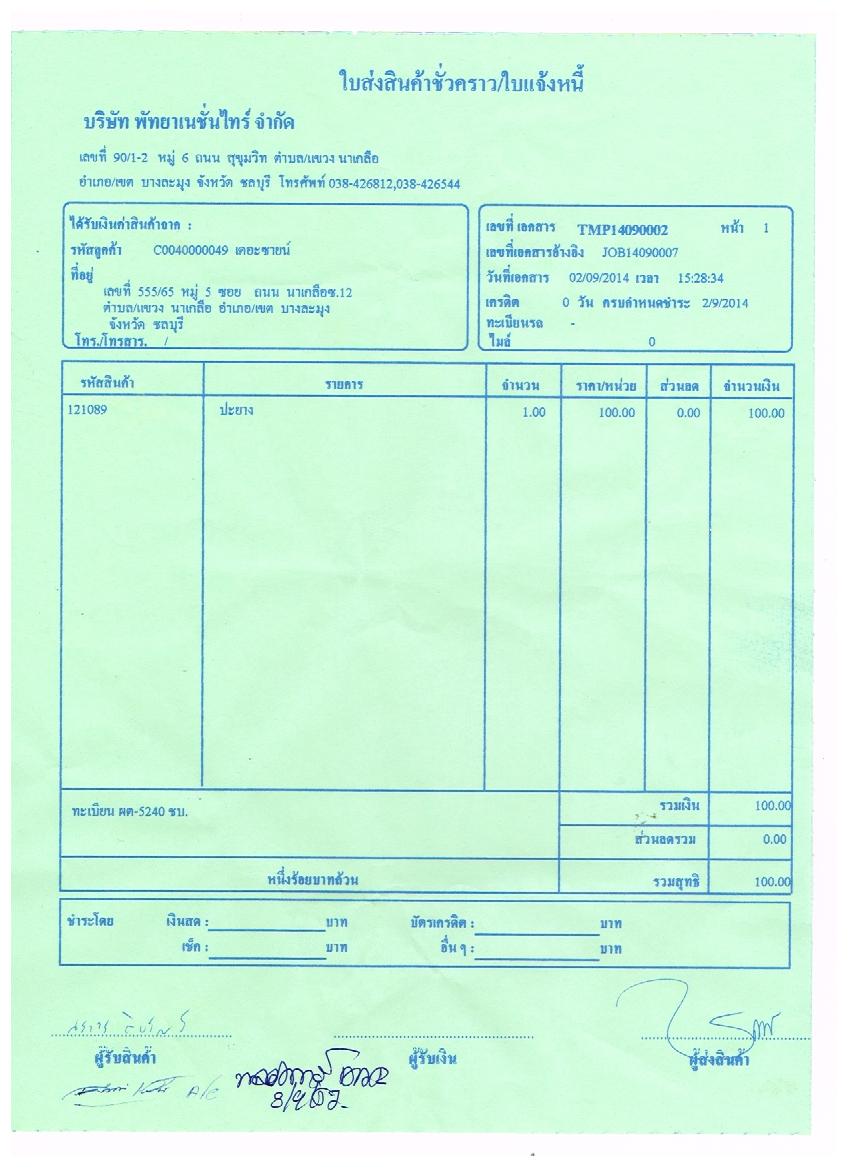 ใบส่งสินค้าชั่วคราว/ใบแจ้งหนี้
บริษัท พัทยาเนชั่นไทร์ จำกัด
เลขที่ 90/1-2 หมู่ 6 ถนน สุขุมวิท ตำบล/แขวง นาเกลือ
อำเภอ/เขต บางละมุง จังหวัด ชลบุรี โทรศัพท์ 038-426812,038-426544
ได้รับเงินค่าสินค้าจาก :
รหัสลูกค้า C0040000049 เดอะซายน์
ที่อยู่
เลขที่ 555/65 หมู่ 5 ซอย ถนน นาเกลือซ.12
ตำบล/แขวง นาเกลือ อำเภอ/เขต บางละมุง
จังหวัด ชลบุรี
โทร./โทรสาร. /
เลขที่ เอกสาร TMP14090002 หน้า 1
เลขที่เอกสารอ้างอิง JOB14090007
วันที่เอกสาร 02/09/2014 เวลา 15:28:34
เครดิต 0 วัน ครบกำหนดชำระ 2/9/2014
ทะเบียนรถ -
ไมล์ 0
รหัสสินค้า รายการ จำนวน ราคา/หน่วย ส่วนลด จำนวนเงิน
121089 ปะยาง 1.00 100.00 0.00 100.00
ทะเบียน ผต-5240 ชบ. รวมเงิน 100.00
ส่วนลดรวม 0.00
หนึ่งร้อยบาทถ้วน รวมสุทธิ 100.00
ชำระโดย เงินสด : บาท บัตรเครดิต : บาท
เช็ค : บาท อื่น ๆ : บาท
ผู้รับสินค้า ผู้รับเงิน ผู้ส่งสินค้า
A/E